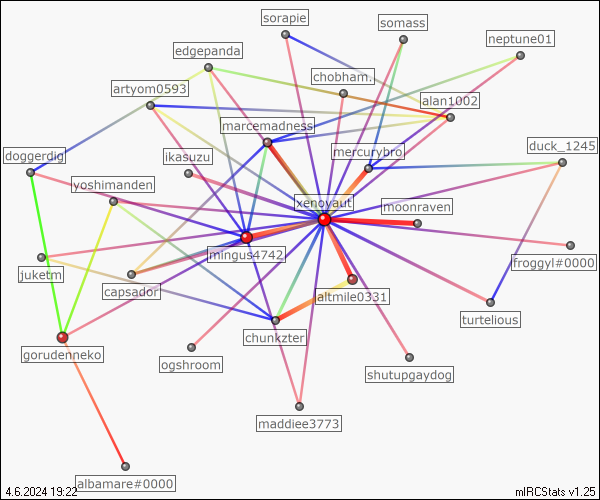 sorapie
somass
neptune01
edgepanda
chobham.
artyom0593
alan1002
marcemadness
duck_1245
doggerdig
ikasuzu
mercurybro
yoshimanden
xenoyaut
moonraven
mingus4742
froggyl#0000
juketm
capsador
altmile0331
turtelious
chunkzter
gorudenneko
ogshroom
shutupgaydog
maddiee3773
albamare#0000
4.6.2024 19:22
mIRCStats v1.25